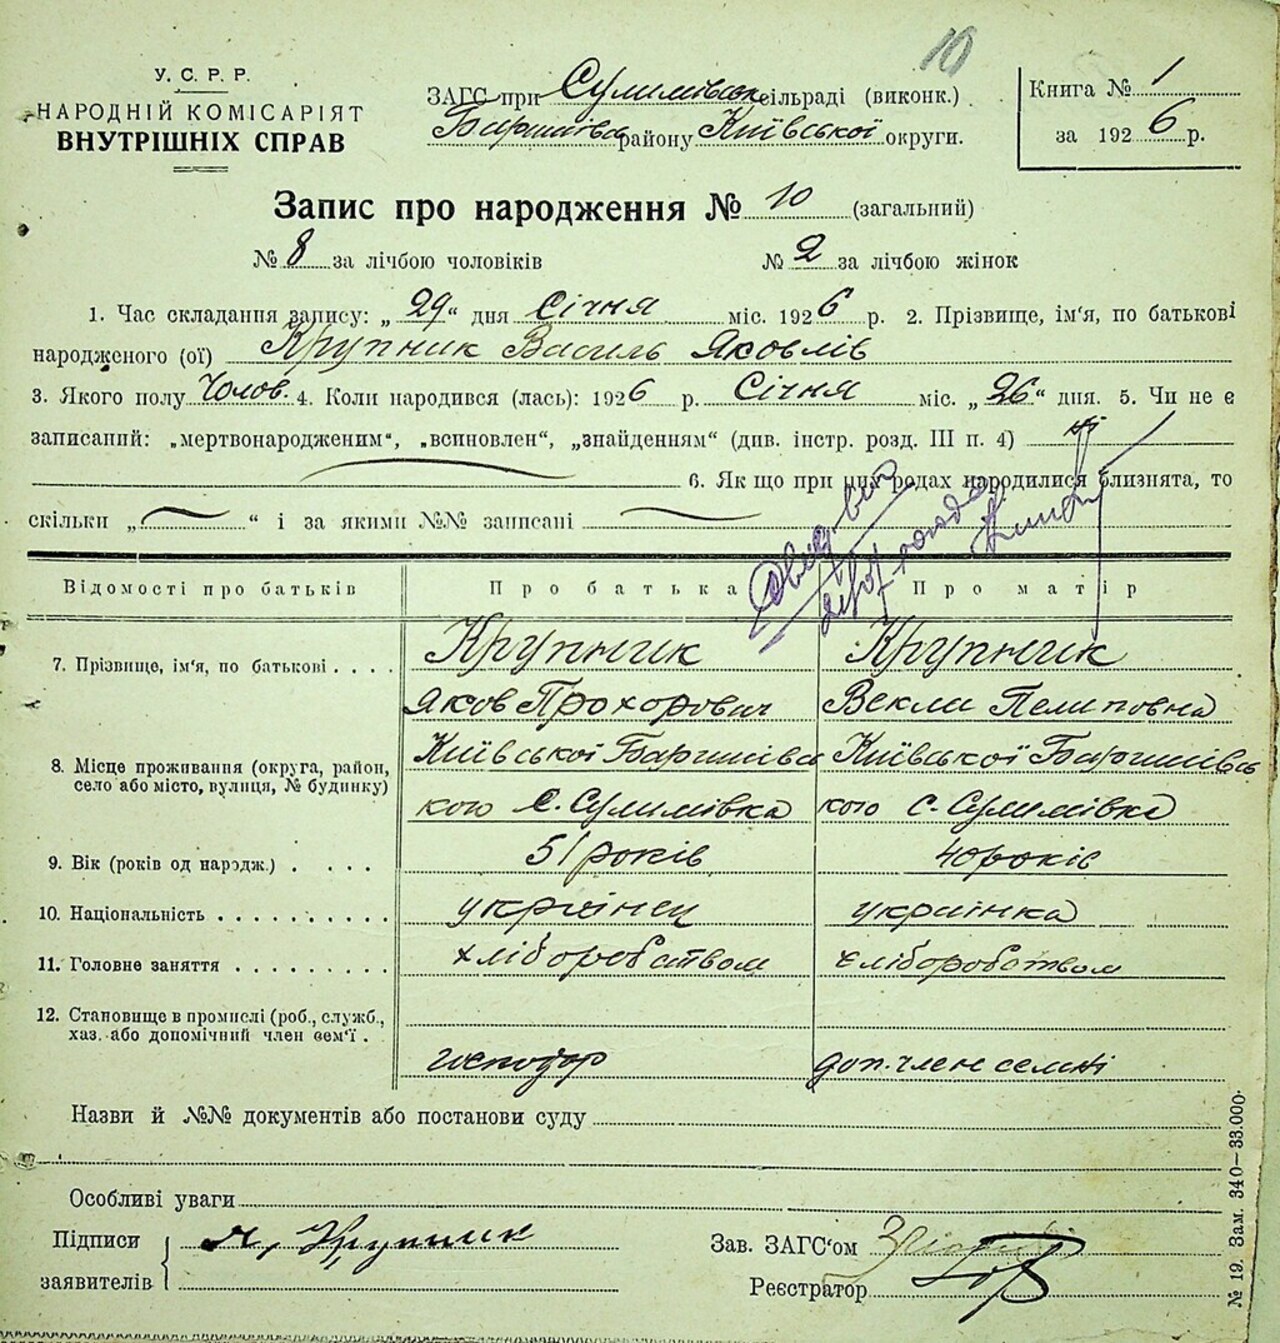 10
У. С. Р. Р.
НАРОДНІЙ КОМІСАРІЯТ
ВНУТРІШНІХ СПРАВ
ЗАГС при Сулимівськ сільраді (виконк.)
Баришівс району Київської округи.
Книга № 1
за 1926 р.
Запис про народження № 10 (загальний)
№ 8 за лічбою чоловіків № 2 за лічбою жінок
1. Час складання запису: „29“ дня Січня міс. 1926 р. 2. Прізвище, ім'я, по батькові
народженого (ої) Крупник Василь Яковлів
3. Якого полу Чолов. 4. Коли народився (лась): 1926 р. Січня міс. „26“ дня. 5. Чи не є
записаний: „мертвонародженим“, „всиновлен“, „знайденням“ (див. інстр. розд. III п. 4) ні
6. Як що при цих родах народилися близнята, то
скільки „ “ і за якими №№ записані
Відомості про батьків Про батька Про матір
7. Прізвище, ім'я, по батькові . . . . Крупник Крупник
Яков Прохорович Векли Пелиповна
8. Місце проживання (округа, район, село або місто, вулиця, № будинку) Київської Баришівс Київської Баришівсь
кого с. Сулимівка кого с. Сулимівка
9. Вік (років од народж.) . . . . 51 років 40 років
10. Національність . . . . . . . . . . українец українка
11. Головне заняття . . . . . . . . . хліборобством хліборобством
12. Становище в промислі (роб., служб.,
хаз. або допомічний член сем'ї . господор доп. член семні
Назви й №№ документів або постанови суду
Особливі уваги
Підписи
заявителів Я, Крупник
Зав. ЗАГС'ом
Реєстратор
№ 19. Зам. 340—33.000.